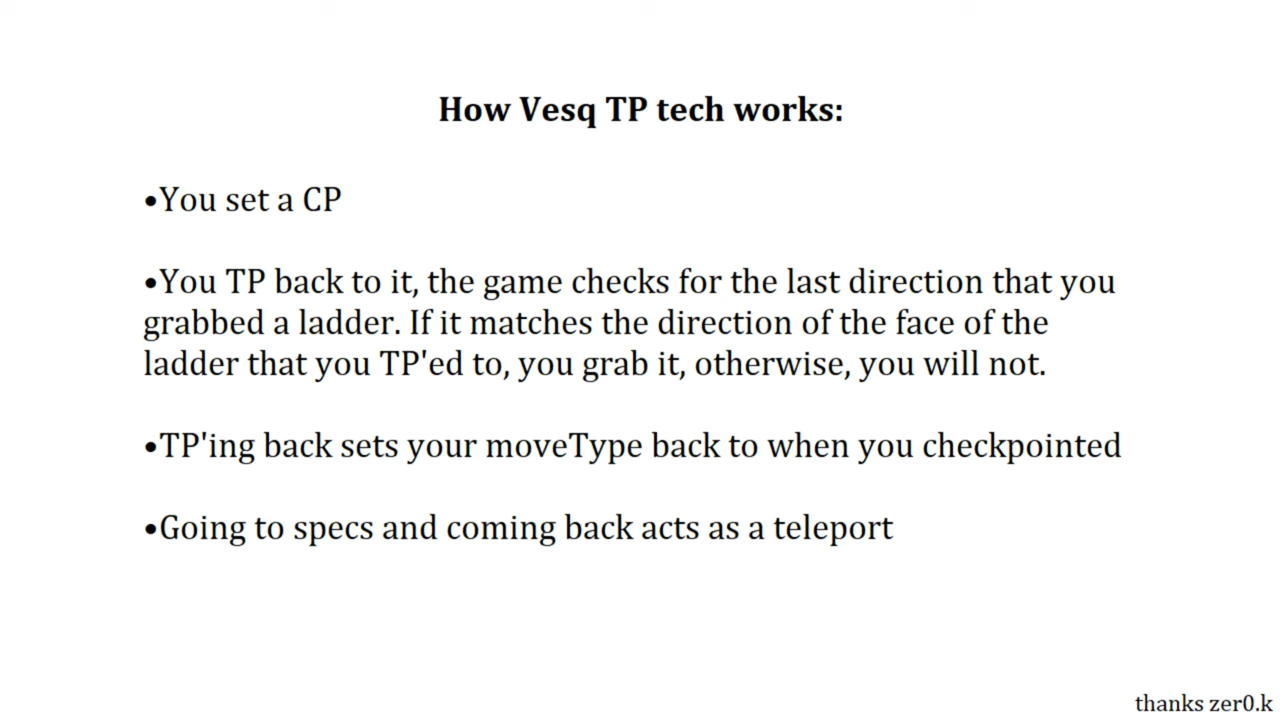 How Vesq TP tech works:
•You set a CP
•You TP back to it, the game checks for the last direction that you
grabbed a ladder. If it matches the direction of the face of the
ladder that you TP'ed to, you grab it, otherwise, you will not.
•TP'ing back sets your moveType back to when you checkpointed
•Going to specs and coming back acts as a teleport
thanks zer0.k